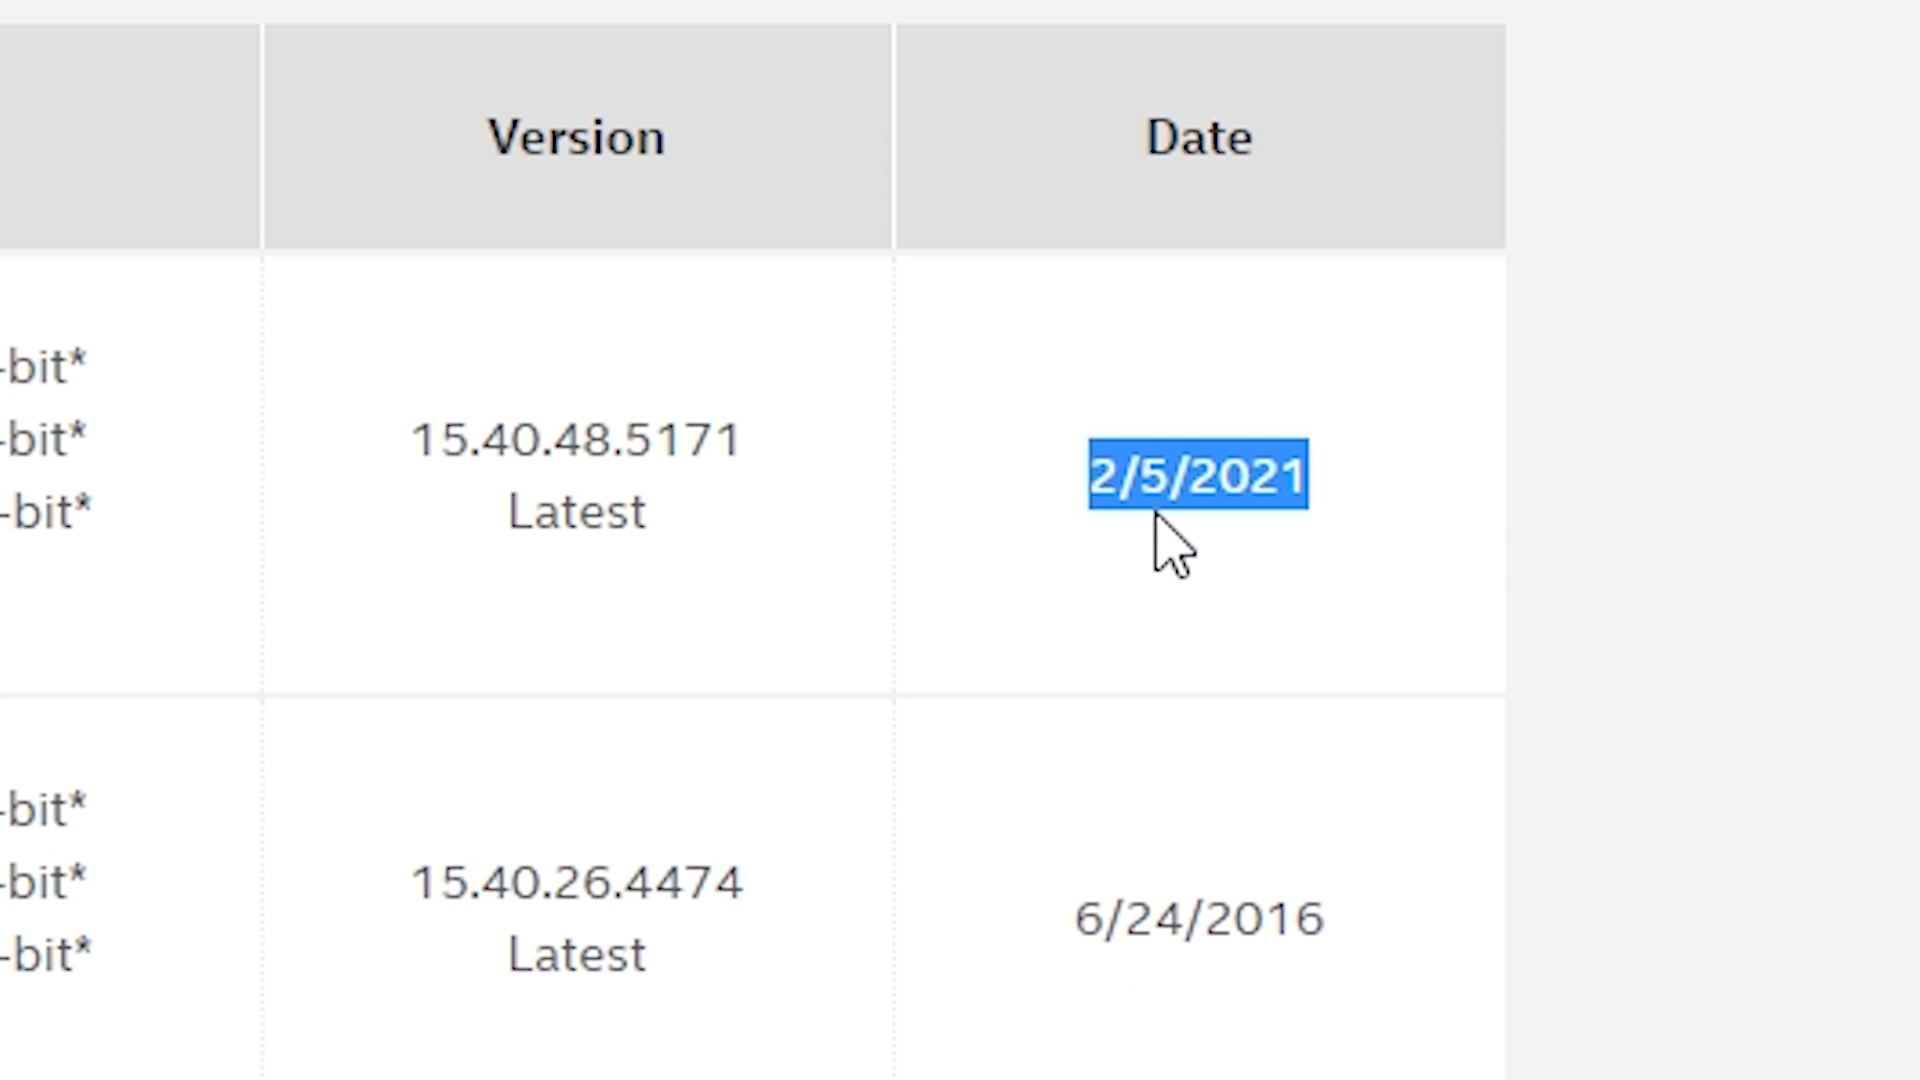 Version
Date
-bit*
-bit*
-bit*
15.40.48.5171
Latest
2/5/2021
-bit*
-bit*
-bit*
15.40.26.4474
Latest
6/24/2016